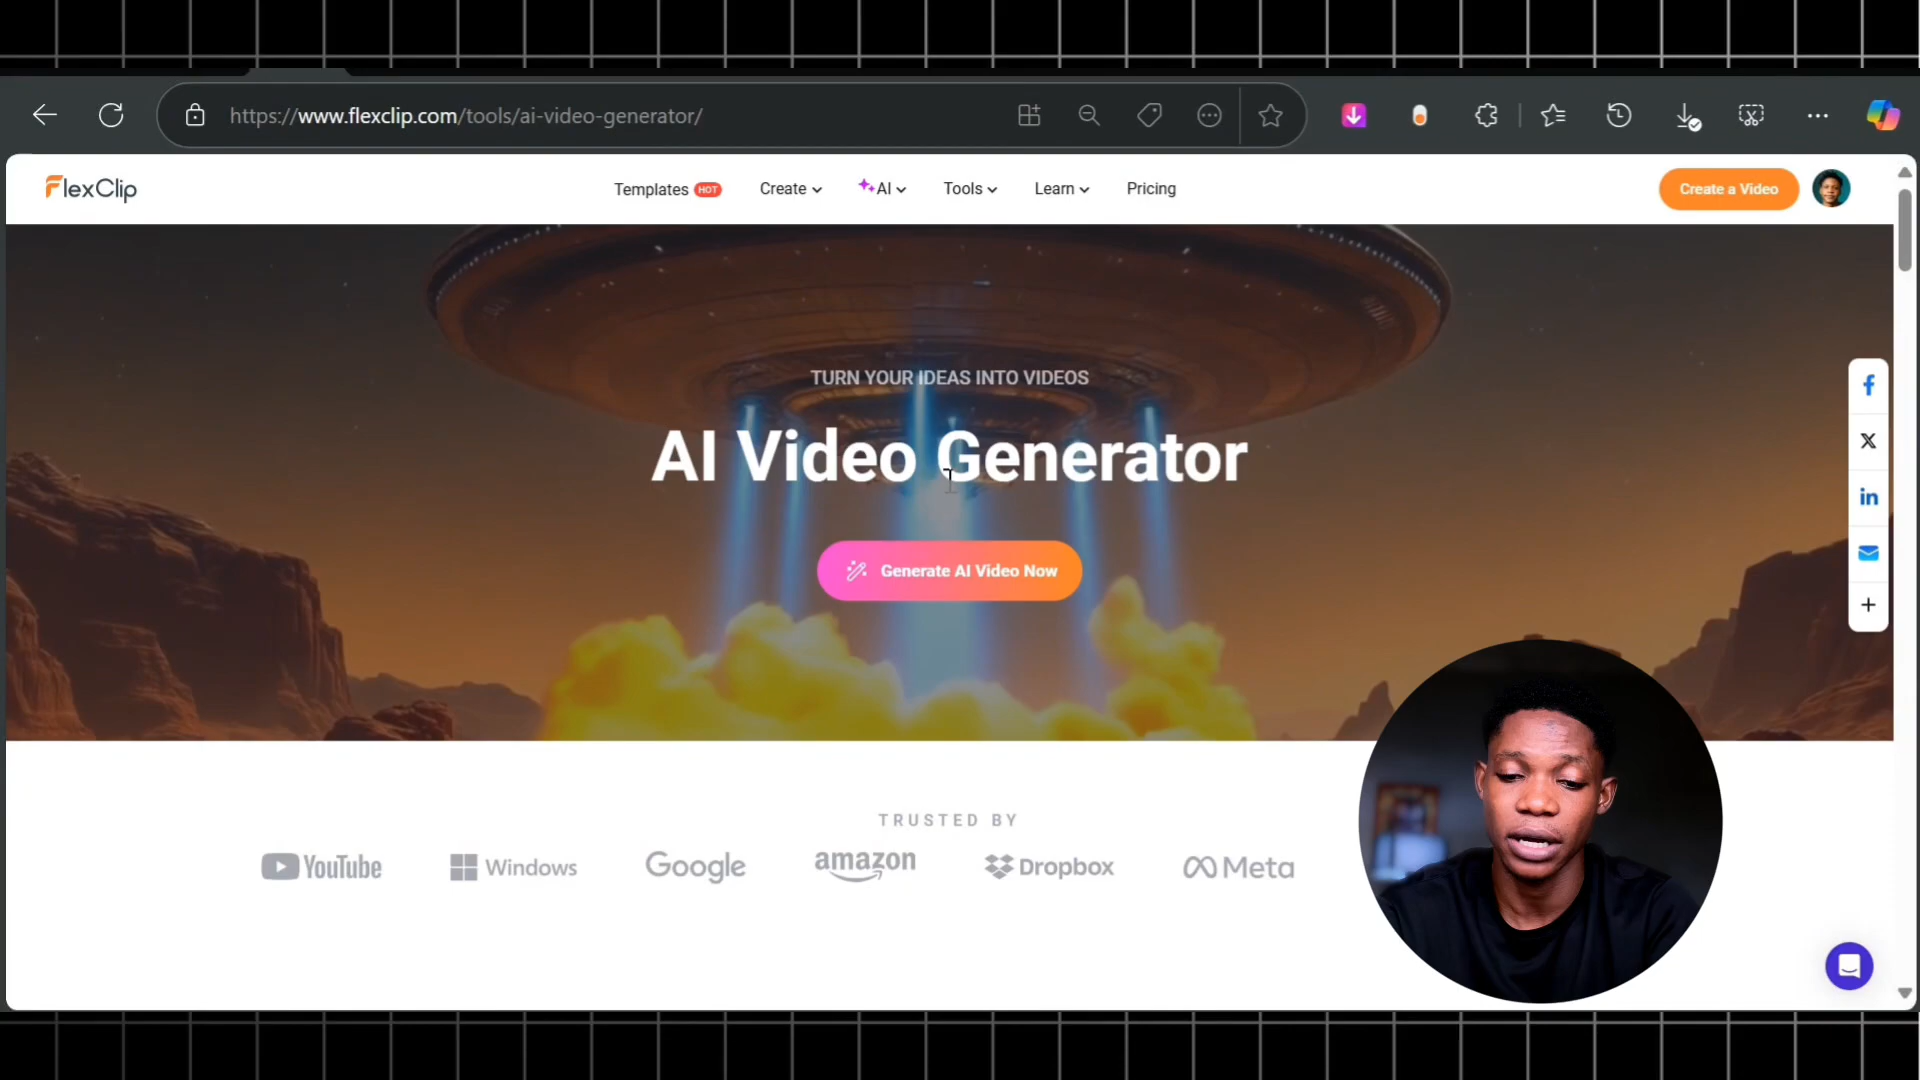 https://www.flexclip.com/tools/ai-video-generator/
FlexClip
Templates HOT
Create
AI
Tools
Learn
Pricing
Create a Video
TURN YOUR IDEAS INTO VIDEOS
AI Video Generator
Generate AI Video Now
TRUSTED BY
YouTube
Windows
Google
amazon
Dropbox
Meta